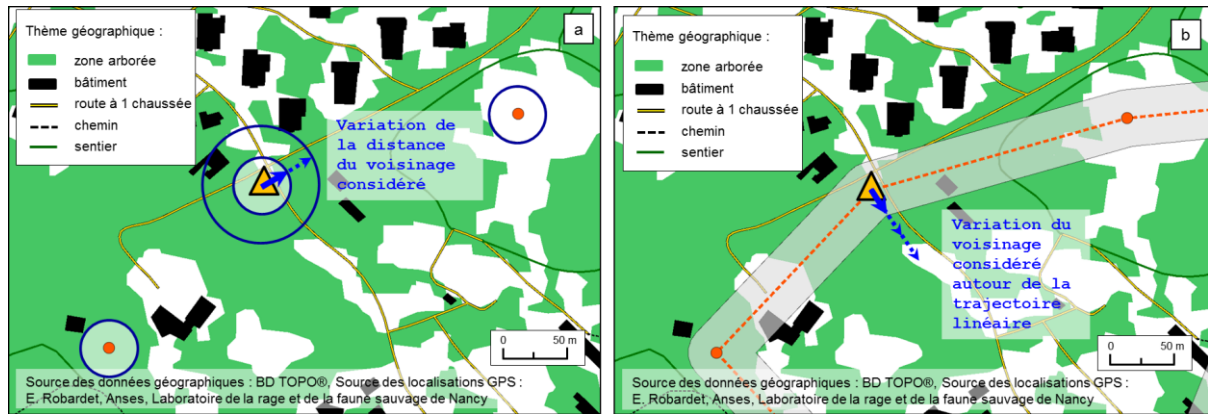 Thème géographique :
zone arborée
bâtiment
route à 1 chaussée
chemin
sentier
a
Variation de
la distance
du voisinage
considéré
0 50 m
Source des données géographiques : BD TOPO®, Source des localisations GPS :
E. Robardet, Anses, Laboratoire de la rage et de la faune sauvage de Nancy
Thème géographique :
zone arborée
bâtiment
route à 1 chaussée
chemin
sentier
b
Variation du
voisinage
considéré
autour de la
trajectoire
linéaire
0 50 m
Source des données géographiques : BD TOPO®, Source des localisations GPS :
E. Robardet, Anses, Laboratoire de la rage et de la faune sauvage de Nancy